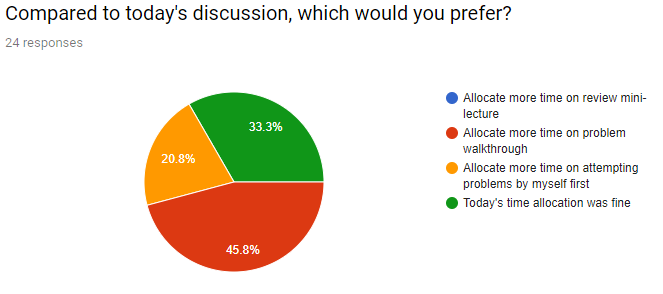 Compared to today's discussion, which would you prefer?
24 responses
33.3%
20.8%
45.8%
Allocate more time on review mini-
lecture
Allocate more time on problem
walkthrough
Allocate more time on attempting
problems by myself first
Today's time allocation was fine